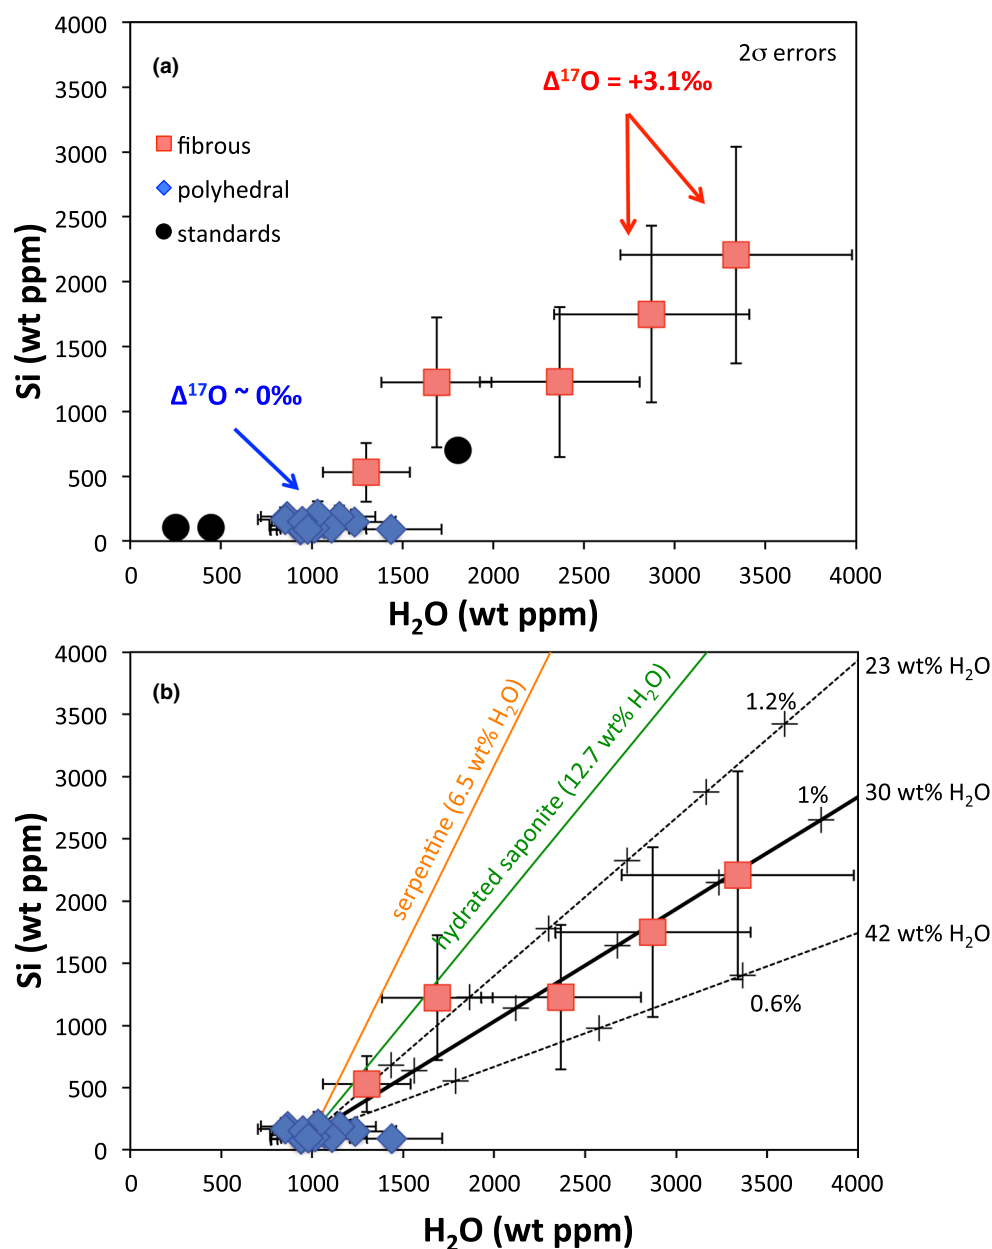 4000
3500
3000
2500
2000
1500
1000
500
0
Si (wt ppm)
(a)
2σ errors
Δ¹⁷O = +3.1‰
fibrous
polyhedral
standards
Δ¹⁷O ~ 0‰
0 500 1000 1500 2000 2500 3000 3500 4000
H₂O (wt ppm)
4000
3500
3000
2500
2000
1500
1000
500
0
Si (wt ppm)
(b)
serpentine (6.5 wt% H₂O)
hydrated saponite (12.7 wt% H₂O)
1.2%
1%
0.6%
23 wt% H₂O
30 wt% H₂O
42 wt% H₂O
0 500 1000 1500 2000 2500 3000 3500 4000
H₂O (wt ppm)